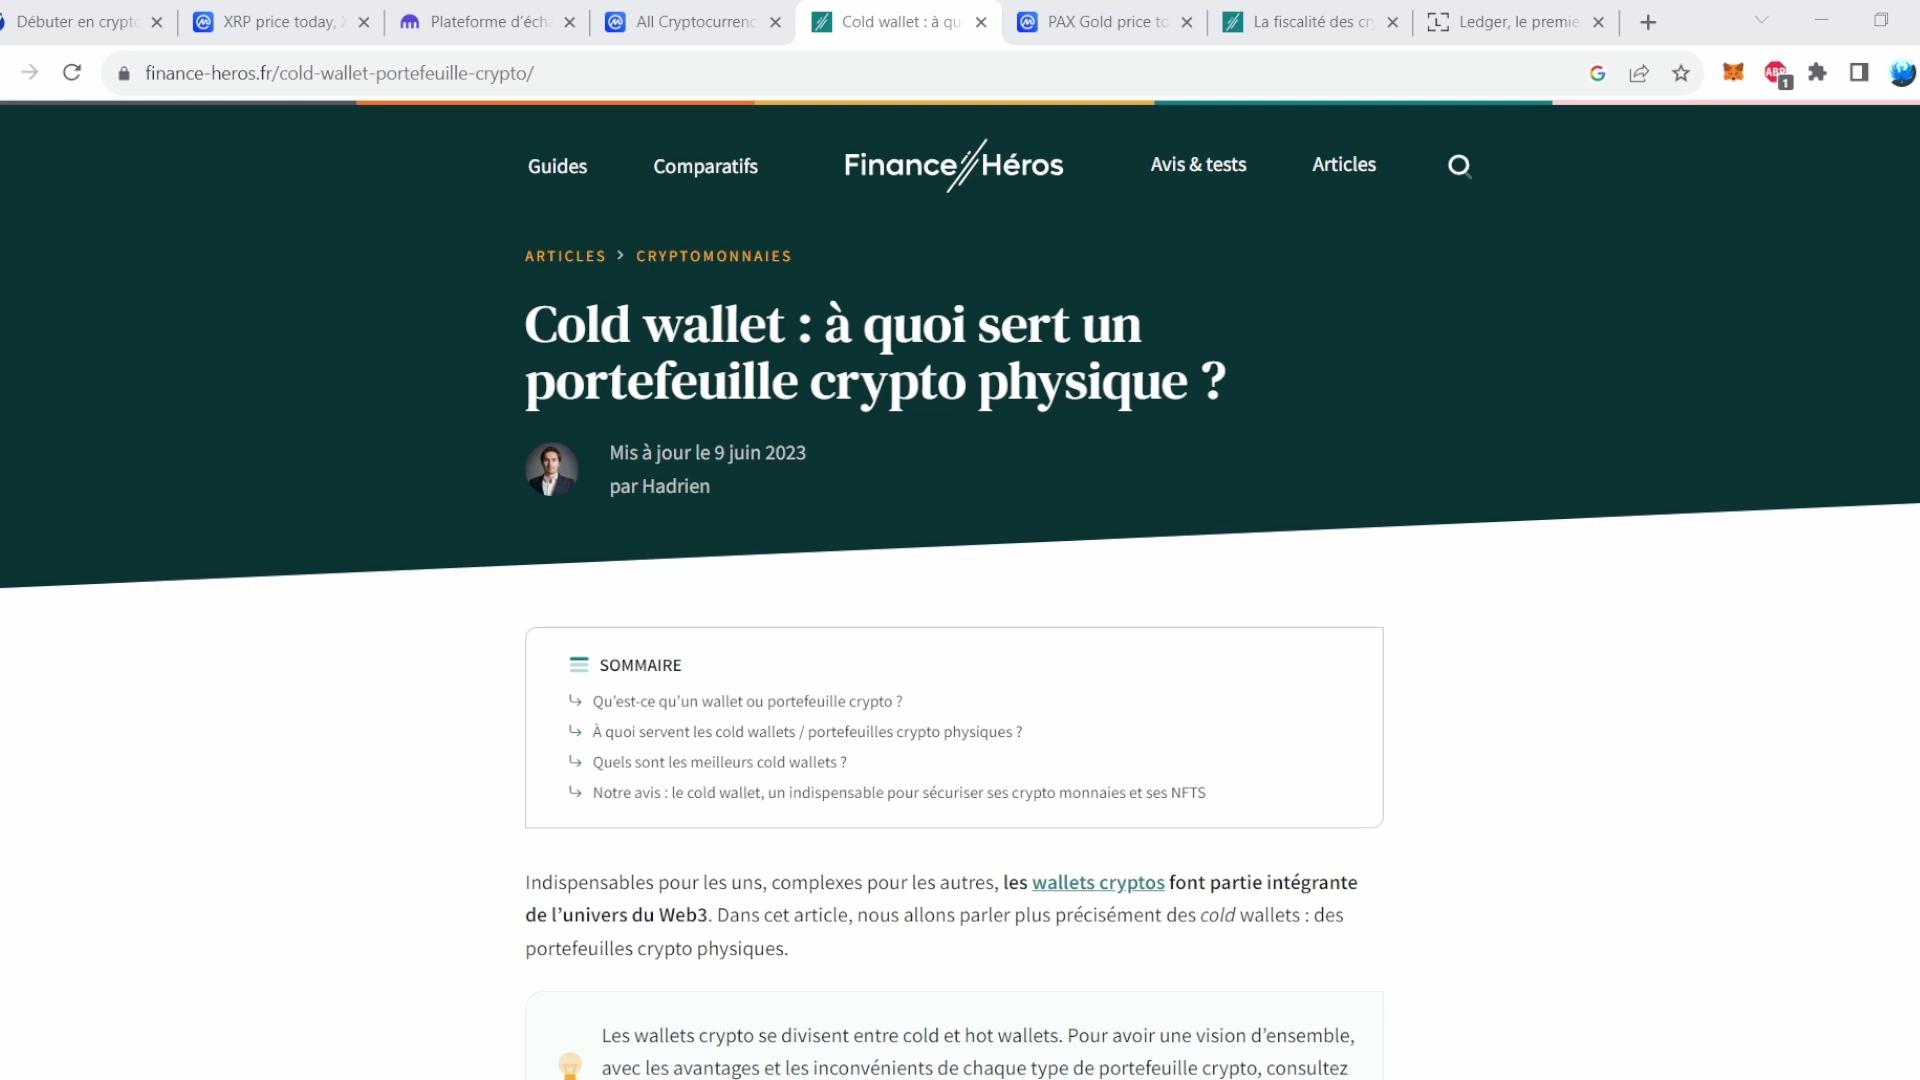 Débuter en crypto
XRP price today,
Plateforme d'éch
All Cryptocurrenc
Cold wallet : à qu
PAX Gold price to
La fiscalité des cr
Ledger, le premie
finance-heros.fr/cold-wallet-portefeuille-crypto/
ABP
1
Guides
Comparatifs
Finance Héros
Avis & tests
Articles
ARTICLES > CRYPTOMONNAIES
Cold wallet : à quoi sert un
portefeuille crypto physique ?
Mis à jour le 9 juin 2023
par Hadrien
SOMMAIRE
Qu'est-ce qu'un wallet ou portefeuille crypto ?
À quoi servent les cold wallets / portefeuilles crypto physiques ?
Quels sont les meilleurs cold wallets ?
Notre avis : le cold wallet, un indispensable pour sécuriser ses crypto monnaies et ses NFTS
Indispensables pour les uns, complexes pour les autres, les wallets cryptos font partie intégrante
de l'univers du Web3. Dans cet article, nous allons parler plus précisément des cold wallets : des
portefeuilles crypto physiques.
Les wallets crypto se divisent entre cold et hot wallets. Pour avoir une vision d'ensemble,
avec les avantages et les inconvénients de chaque type de portefeuille crypto, consultez